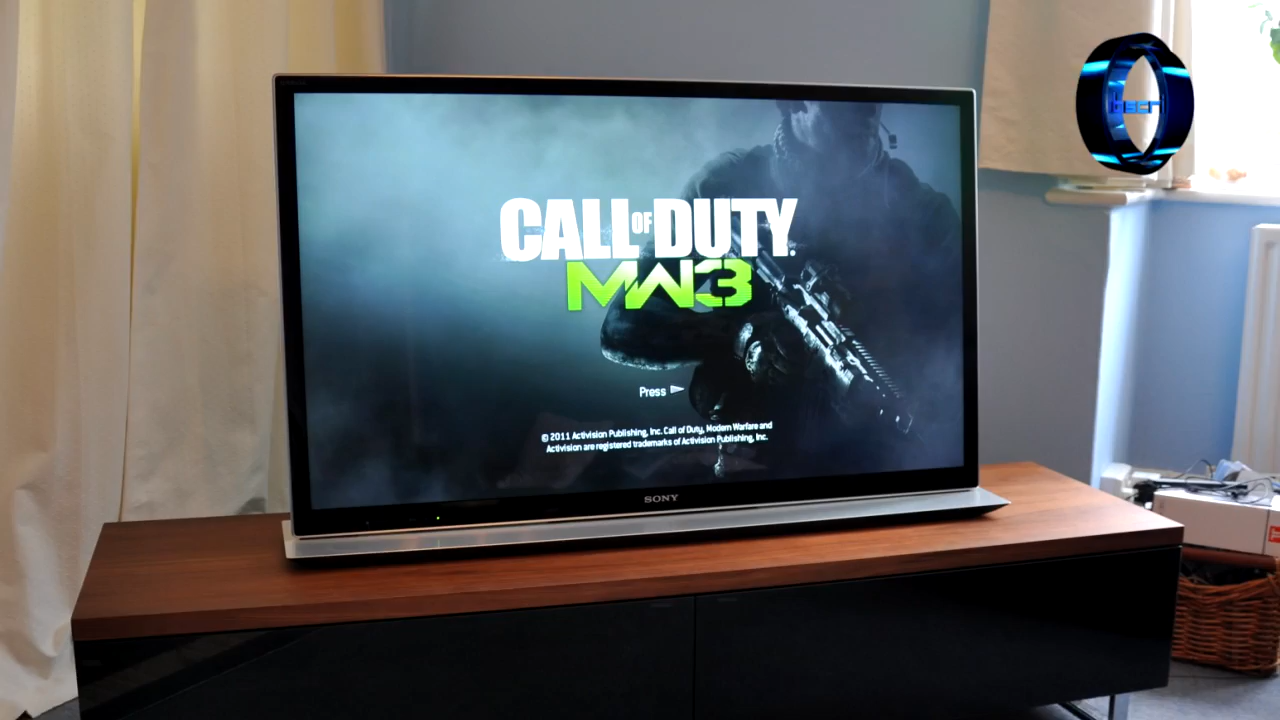 CALL OF DUTY
MW3
Press
© 2011 Activision Publishing, Inc. Call of Duty, Modern Warfare and
Activision are registered trademarks of Activision Publishing, Inc.
SONY